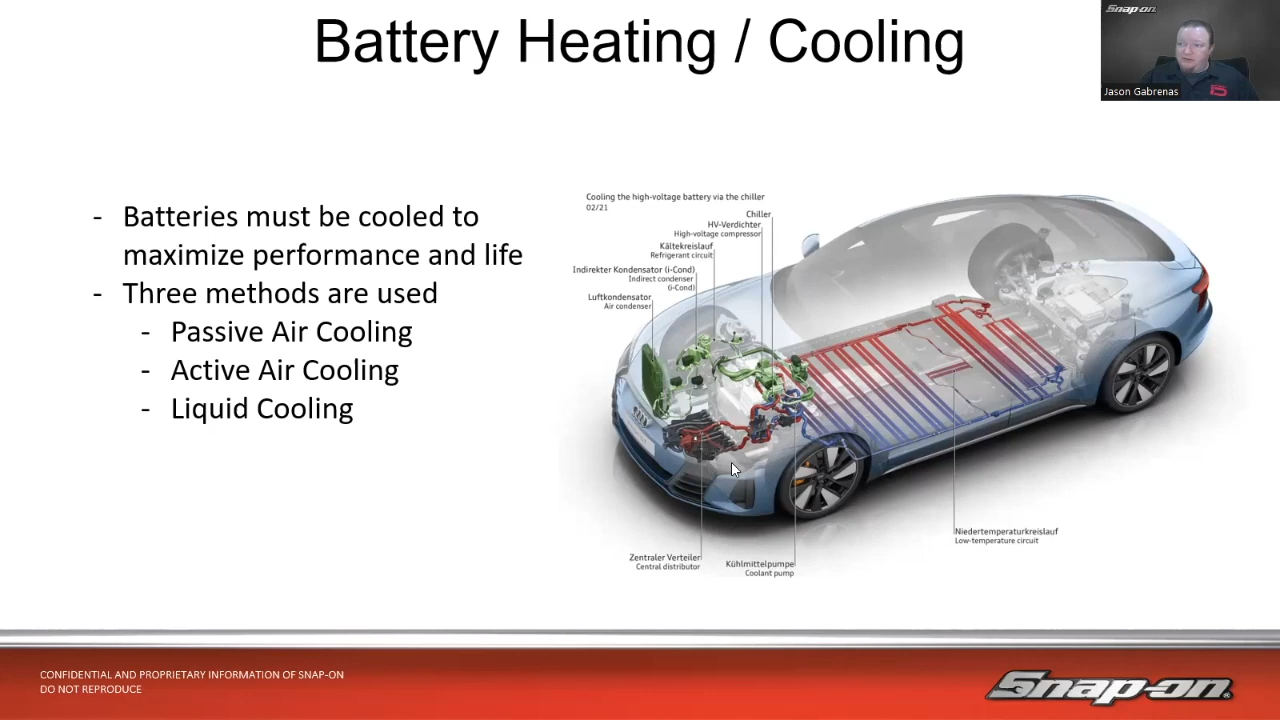 Battery Heating / Cooling
Snap-on
Jason Gabrenas
- Batteries must be cooled to
maximize performance and life
- Three methods are used
- Passive Air Cooling
- Active Air Cooling
- Liquid Cooling
Cooling the high-voltage battery via the chiller
02/21
Chiller
HV-Verdichter
High-voltage compressor
Kältekreislauf
Refrigerant circuit
Indirekter Kondensator (i-Cond)
Indirect condenser
(i-Cond)
Luftkondensator
Air condenser
Niedertemperaturkreislauf
Low-temperature circuit
Zentraler Verteiler
Central distributor
Kühlmittelpumpe
Coolant pump
CONFIDENTIAL AND PROPRIETARY INFORMATION OF SNAP-ON
DO NOT REPRODUCE
Snap-on®